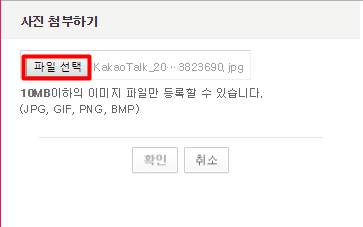 사진 첨부하기
파일 선택 KakaoTalk_20…3823690.jpg
10MB이하의 이미지 파일만 등록할 수 있습니다.
(JPG, GIF, PNG, BMP)
확인 취소